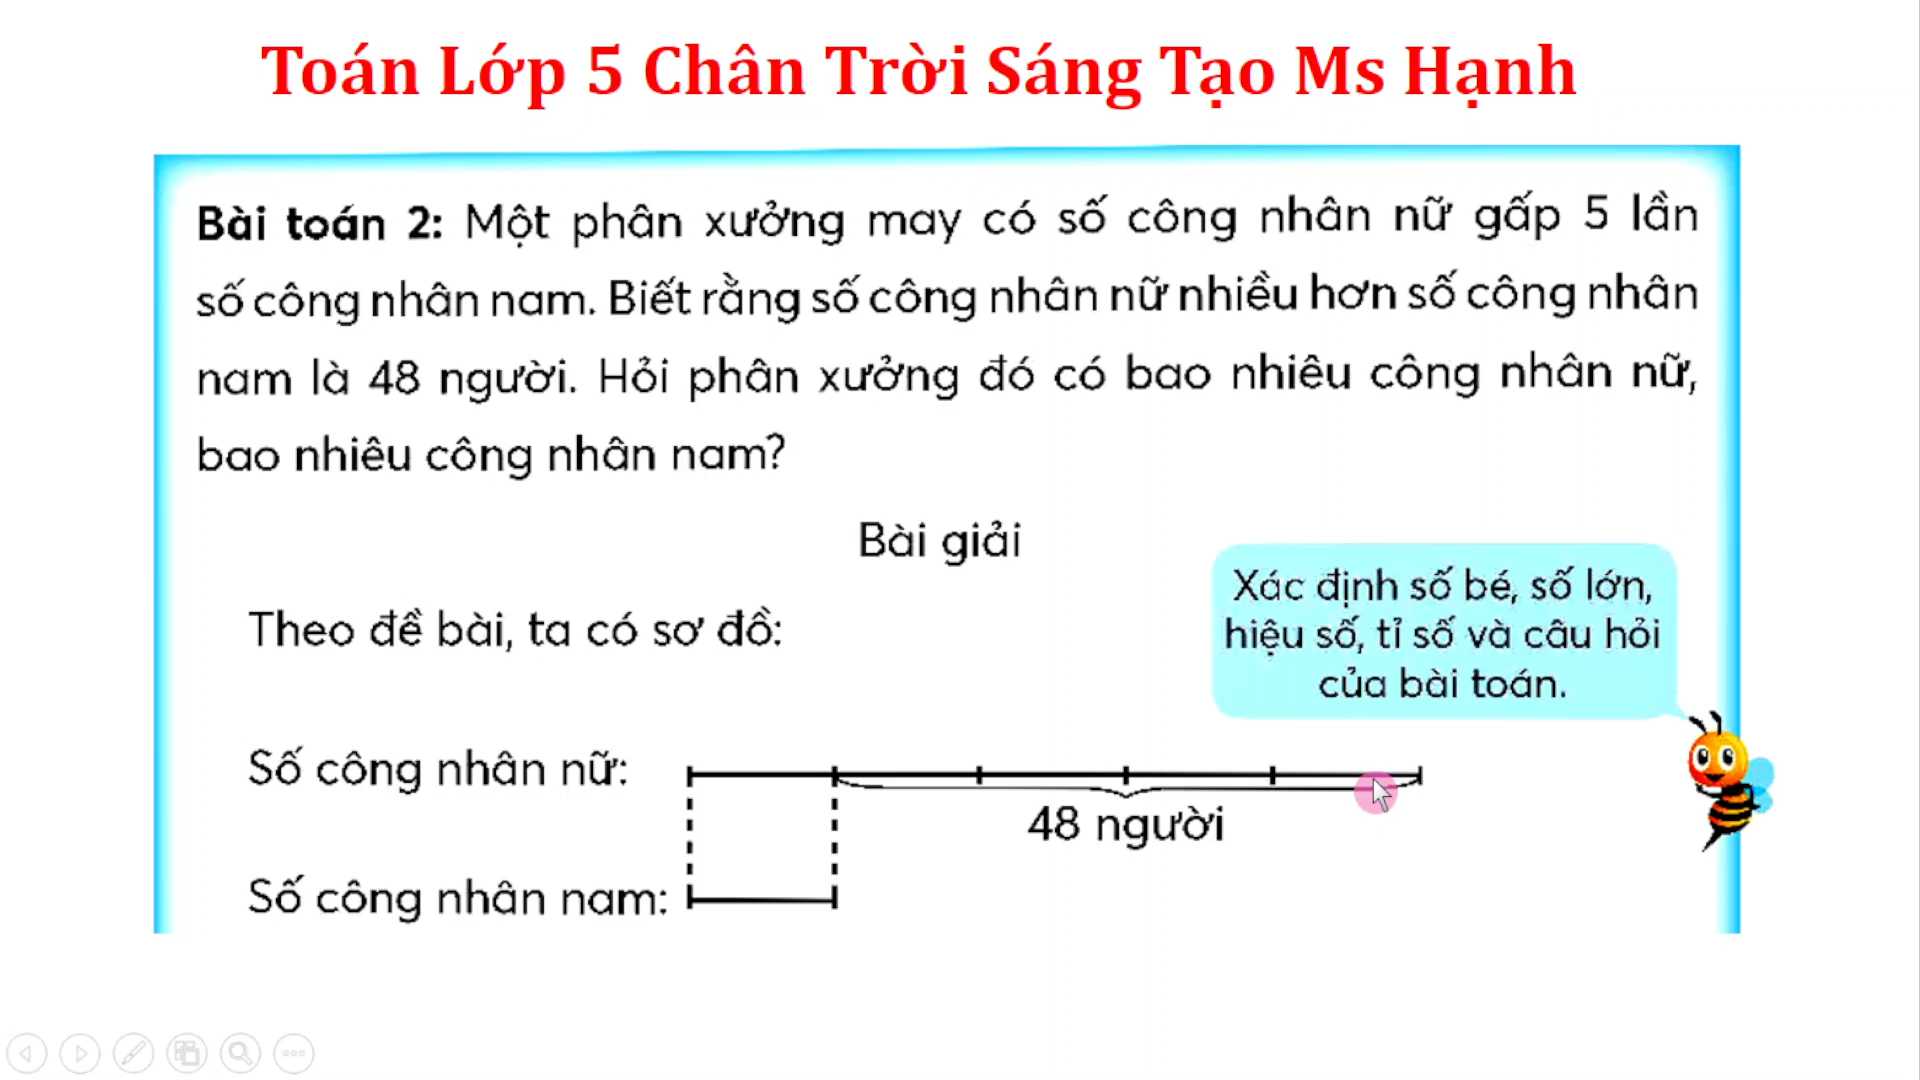 Toán Lớp 5 Chân Trời Sáng Tạo Ms Hạnh
Bài toán 2: Một phân xưởng may có số công nhân nữ gấp 5 lần
số công nhân nam. Biết rằng số công nhân nữ nhiều hơn số công nhân
nam là 48 người. Hỏi phân xưởng đó có bao nhiêu công nhân nữ,
bao nhiêu công nhân nam?
Bài giải
Xác định số bé, số lớn,
hiệu số, tỉ số và câu hỏi
của bài toán.
Theo đề bài, ta có sơ đồ:
Số công nhân nữ:
48 người
Số công nhân nam: